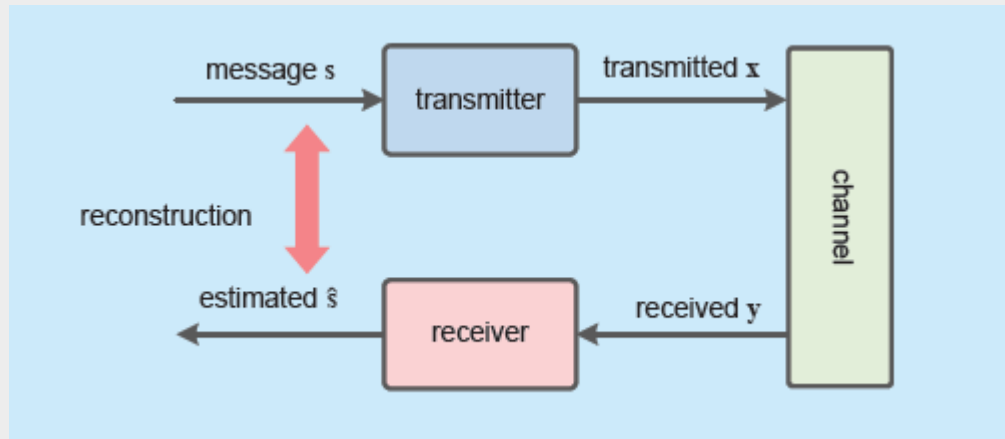 message s
transmitter
transmitted x
channel
reconstruction
estimated ŝ
receiver
received y